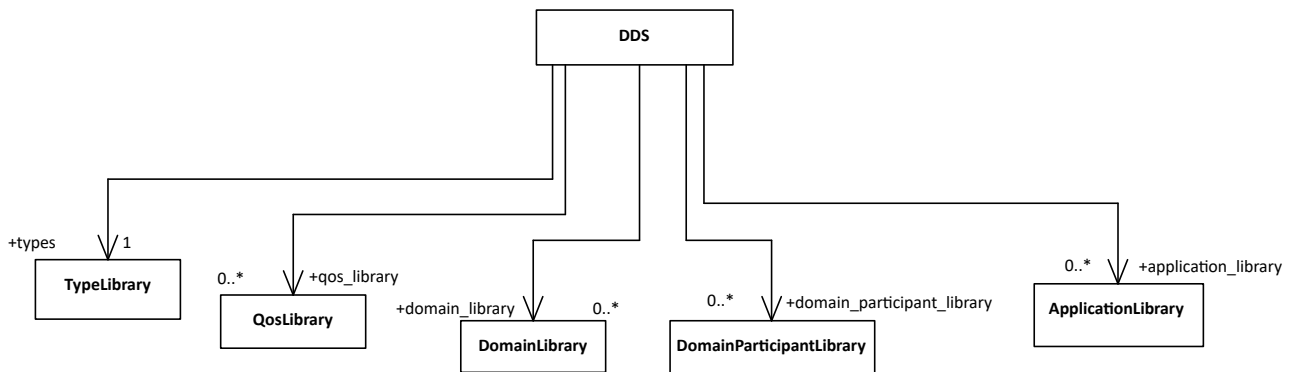 DDS
+types
1
TypeLibrary
0..*
+qos_library
QosLibrary
+domain_library
0..*
DomainLibrary
0..*
+domain_participant_library
DomainParticipantLibrary
0..*
+application_library
ApplicationLibrary